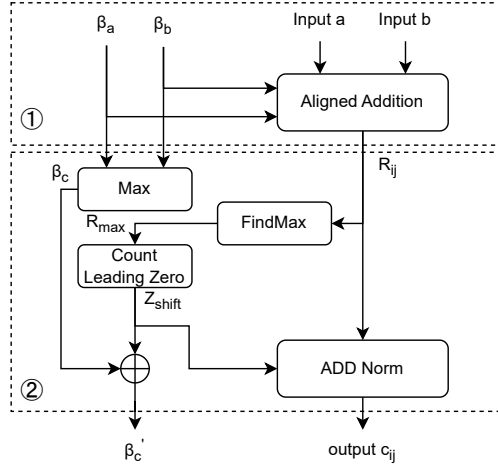 βa
βb
Input a
Input b
Aligned Addition
①
βc
Max
Rij
Rmax
FindMax
Count
Leading Zero
Zshift
ADD Norm
②
βc'
output cij